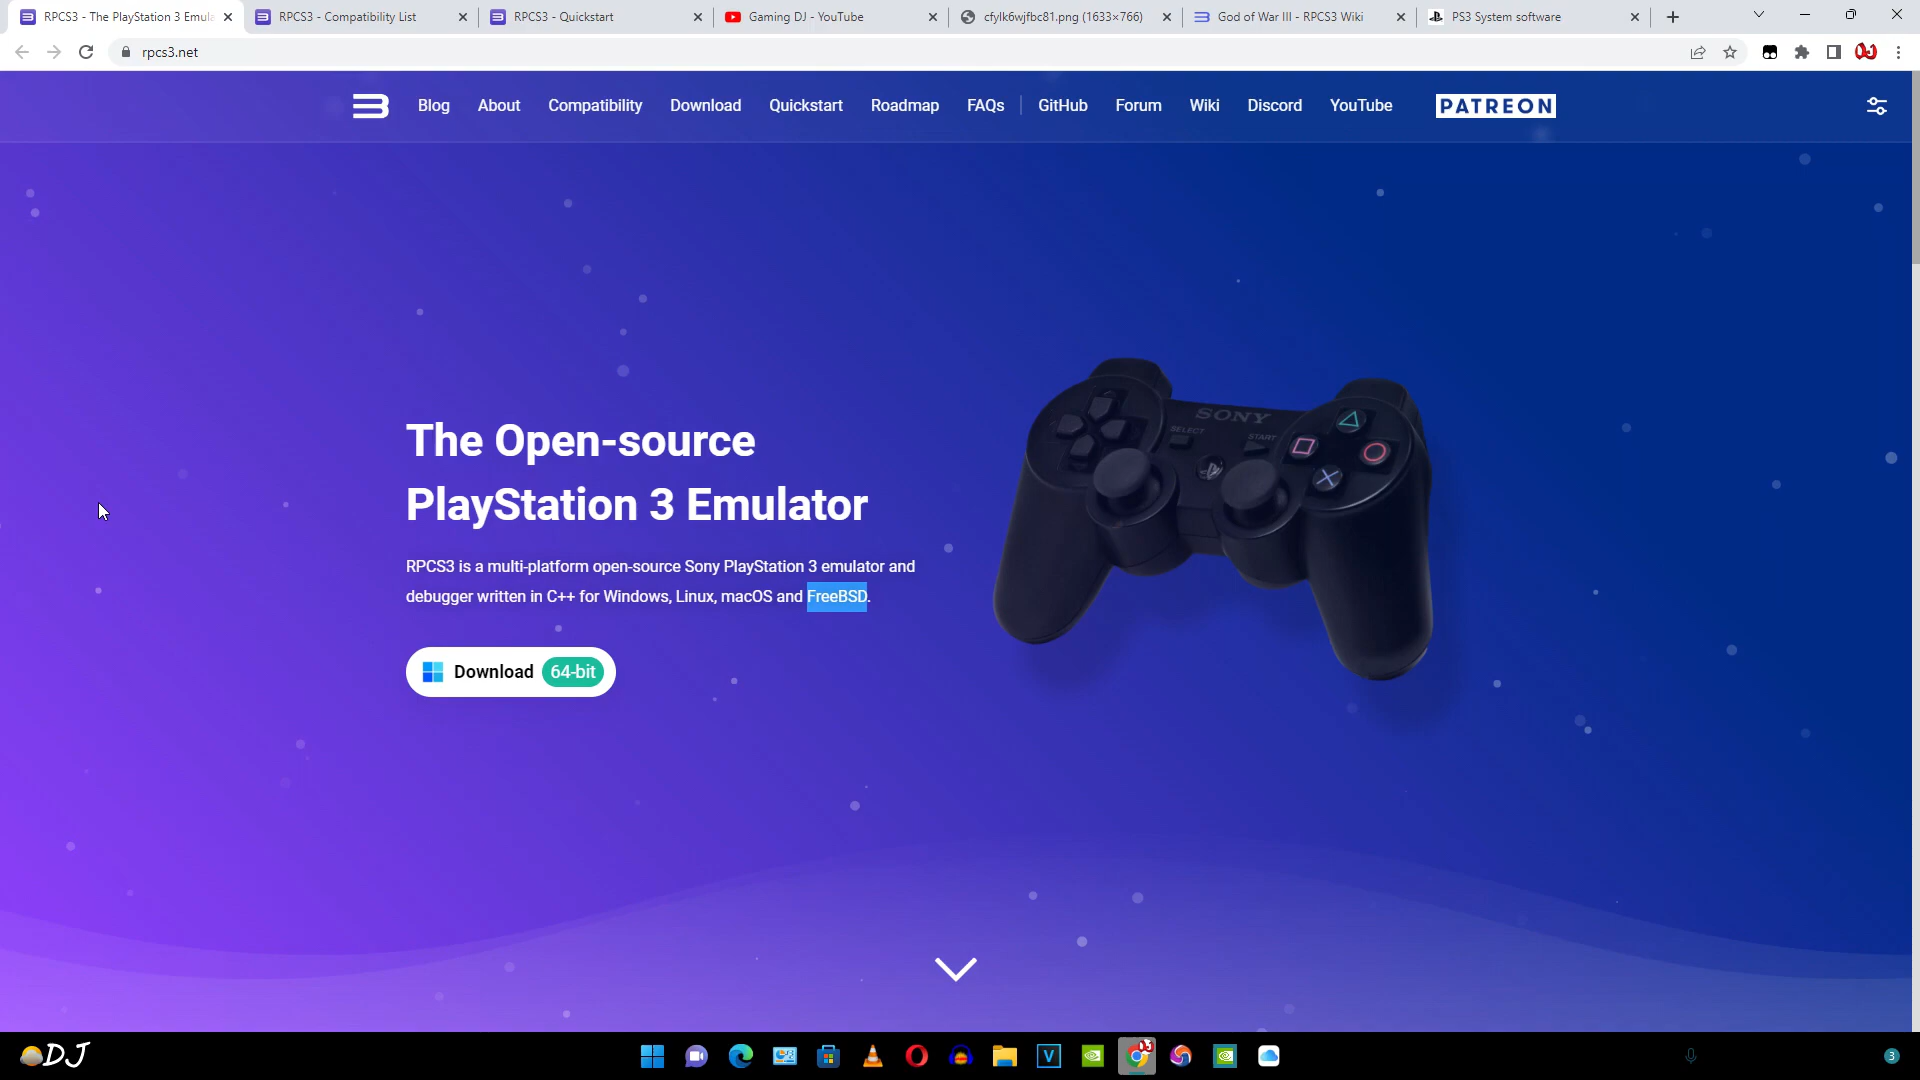 RPCS3 - The PlayStation 3 Emula
RPCS3 - Compatibility List
RPCS3 - Quickstart
Gaming DJ - YouTube
cfylk6wjfbc81.png (1633×766)
God of War III - RPCS3 Wiki
PS3 System software
rpcs3.net
Blog About Compatibility Download Quickstart Roadmap FAQs GitHub Forum Wiki Discord YouTube PATREON
The Open-source
PlayStation 3 Emulator
RPCS3 is a multi-platform open-source Sony PlayStation 3 emulator and
debugger written in C++ for Windows, Linux, macOS and FreeBSD.
Download 64-bit
SONY
SELECT
START
DJ
V
3